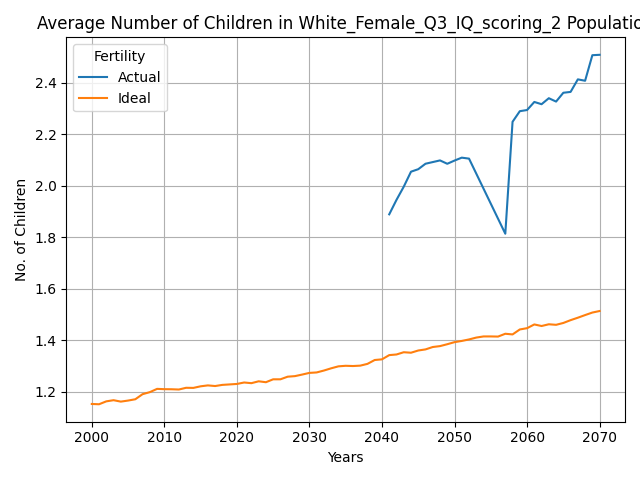 Average Number of Children in White_Female_Q3_IQ_scoring_2 Populatio
Fertility
Actual
Ideal
2.4
2.2
2.0
1.8
1.6
1.4
1.2
No. of Children
2000 2010 2020 2030 2040 2050 2060 2070
Years